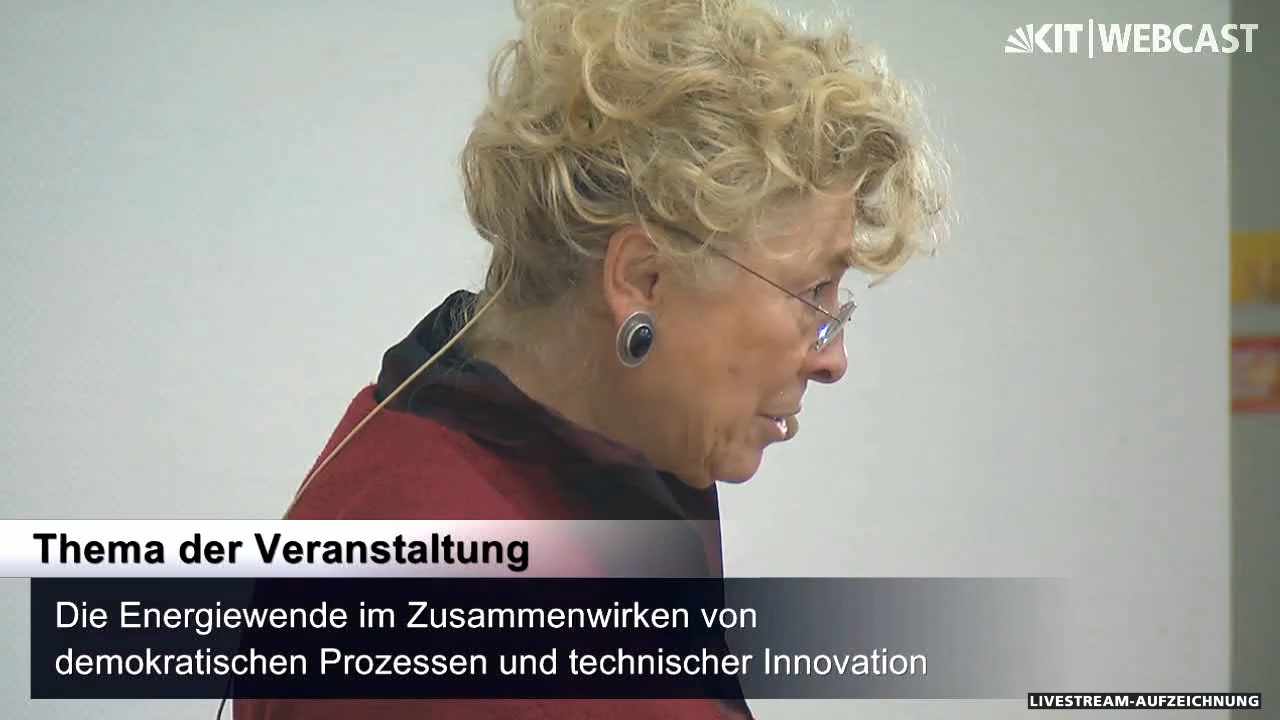 KIT|WEBCAST
Thema der Veranstaltung
Die Energiewende im Zusammenwirken von
demokratischen Prozessen und technischer Innovation
LIVESTREAM-AUFZEICHNUNG